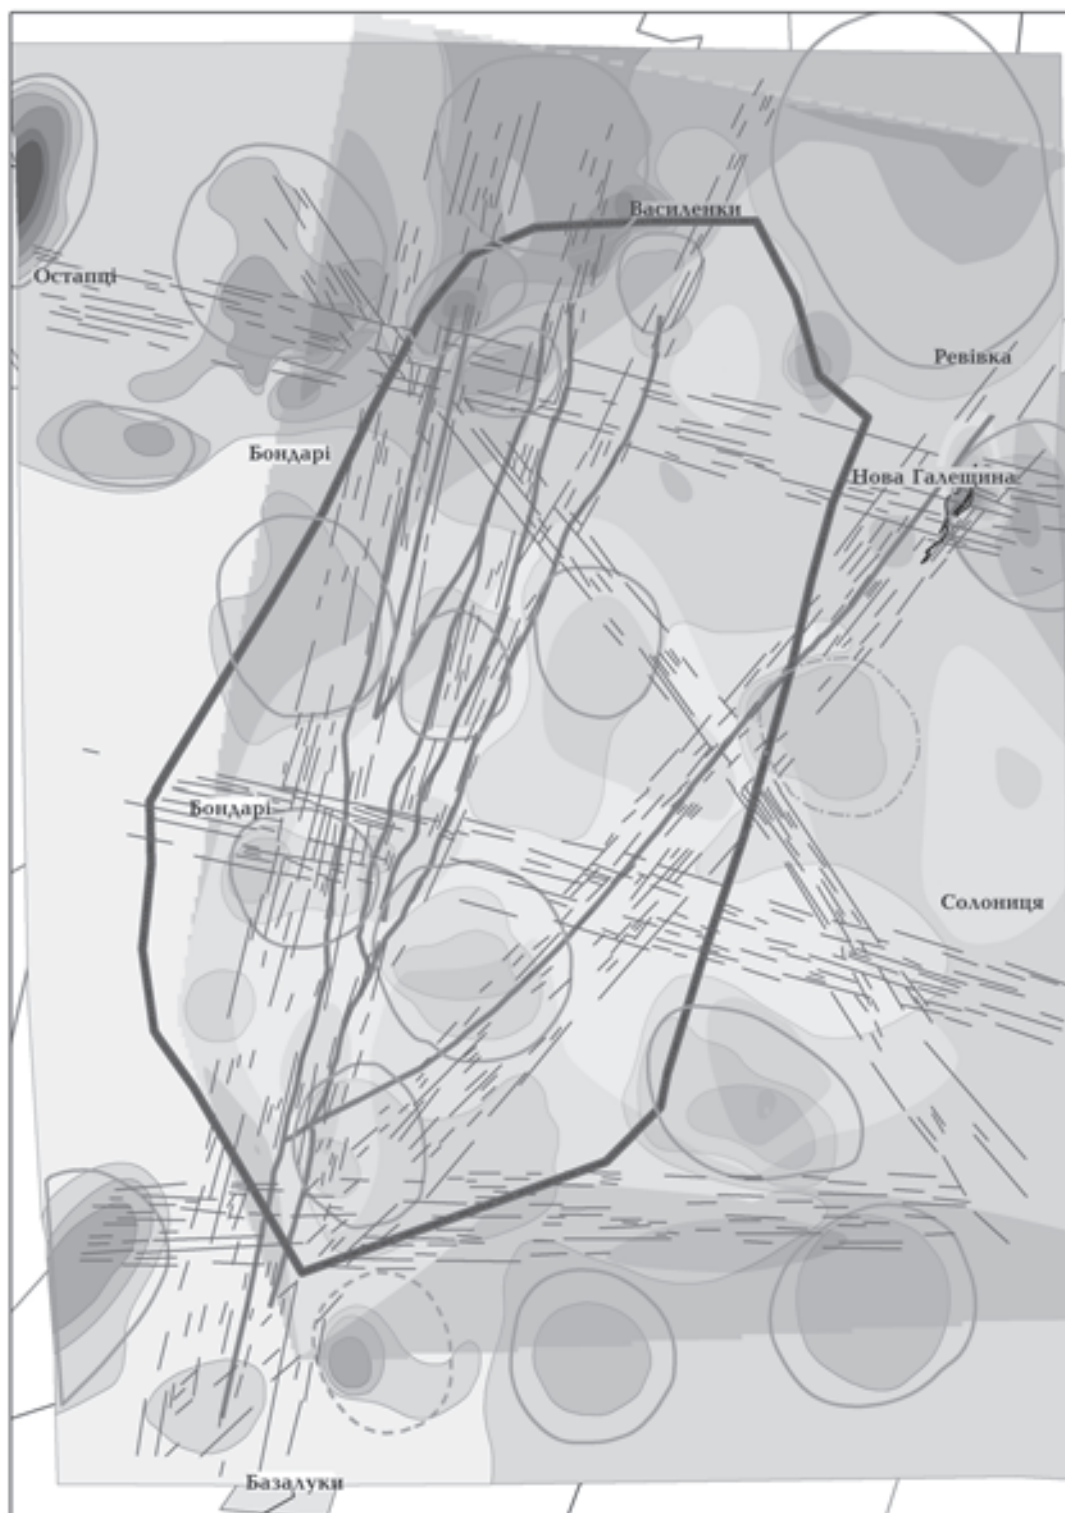 Василенки
Остапці
Ревівка
Бондарі
Нова Галещина
Бондарі
Солониця
Базалуки